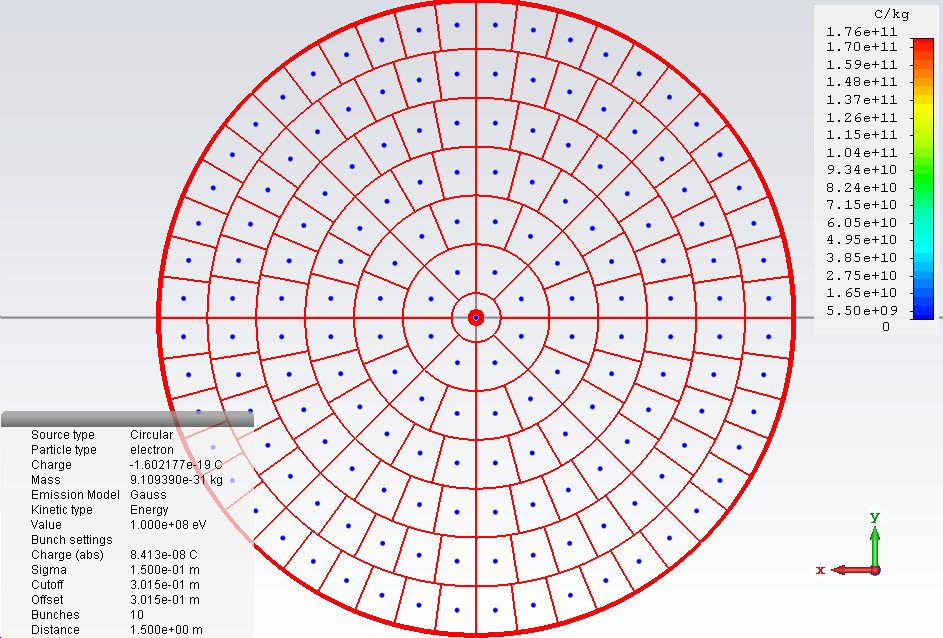 C/kg
1.76e+11
1.70e+11
1.59e+11
1.48e+11
1.37e+11
1.26e+11
1.15e+11
1.04e+11
9.34e+10
8.24e+10
7.15e+10
6.05e+10
4.95e+10
3.85e+10
2.75e+10
1.65e+10
5.50e+09
0
Source type Circular
Particle type electron
Charge -1.602177e-19 C
Mass 9.109390e-31 kg
Emission Model Gauss
Kinetic type Energy
Value 1.000e+08 eV
Bunch settings
Charge (abs) 8.413e-08 C
Sigma 1.500e-01 m
Cutoff 3.015e-01 m
Offset 3.015e-01 m
Bunches 10
Distance 1.500e+00 m
y
x